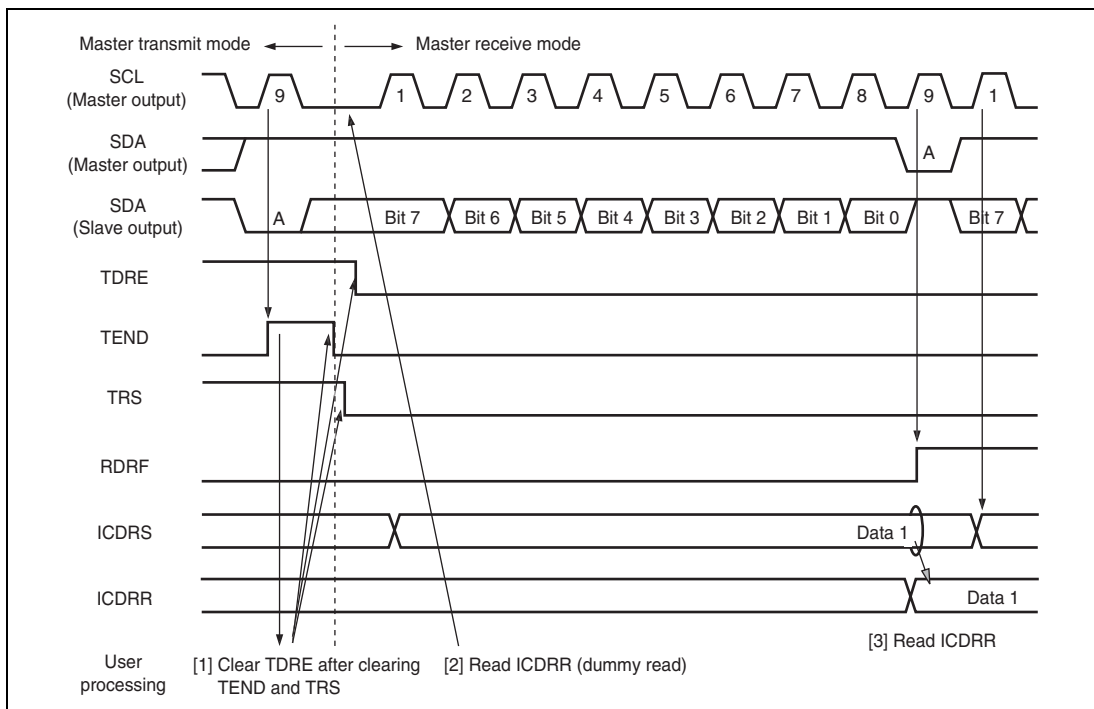 Master transmit mode
Master receive mode
SCL
(Master output)
9
1
2
3
4
5
6
7
8
9
1
SDA
(Master output)
A
SDA
(Slave output)
A
Bit 7
Bit 6
Bit 5
Bit 4
Bit 3
Bit 2
Bit 1
Bit 0
Bit 7
TDRE
TEND
TRS
RDRF
ICDRS
Data 1
ICDRR
Data 1
User
processing
[1] Clear TDRE after clearing
TEND and TRS
[2] Read ICDRR (dummy read)
[3] Read ICDRR